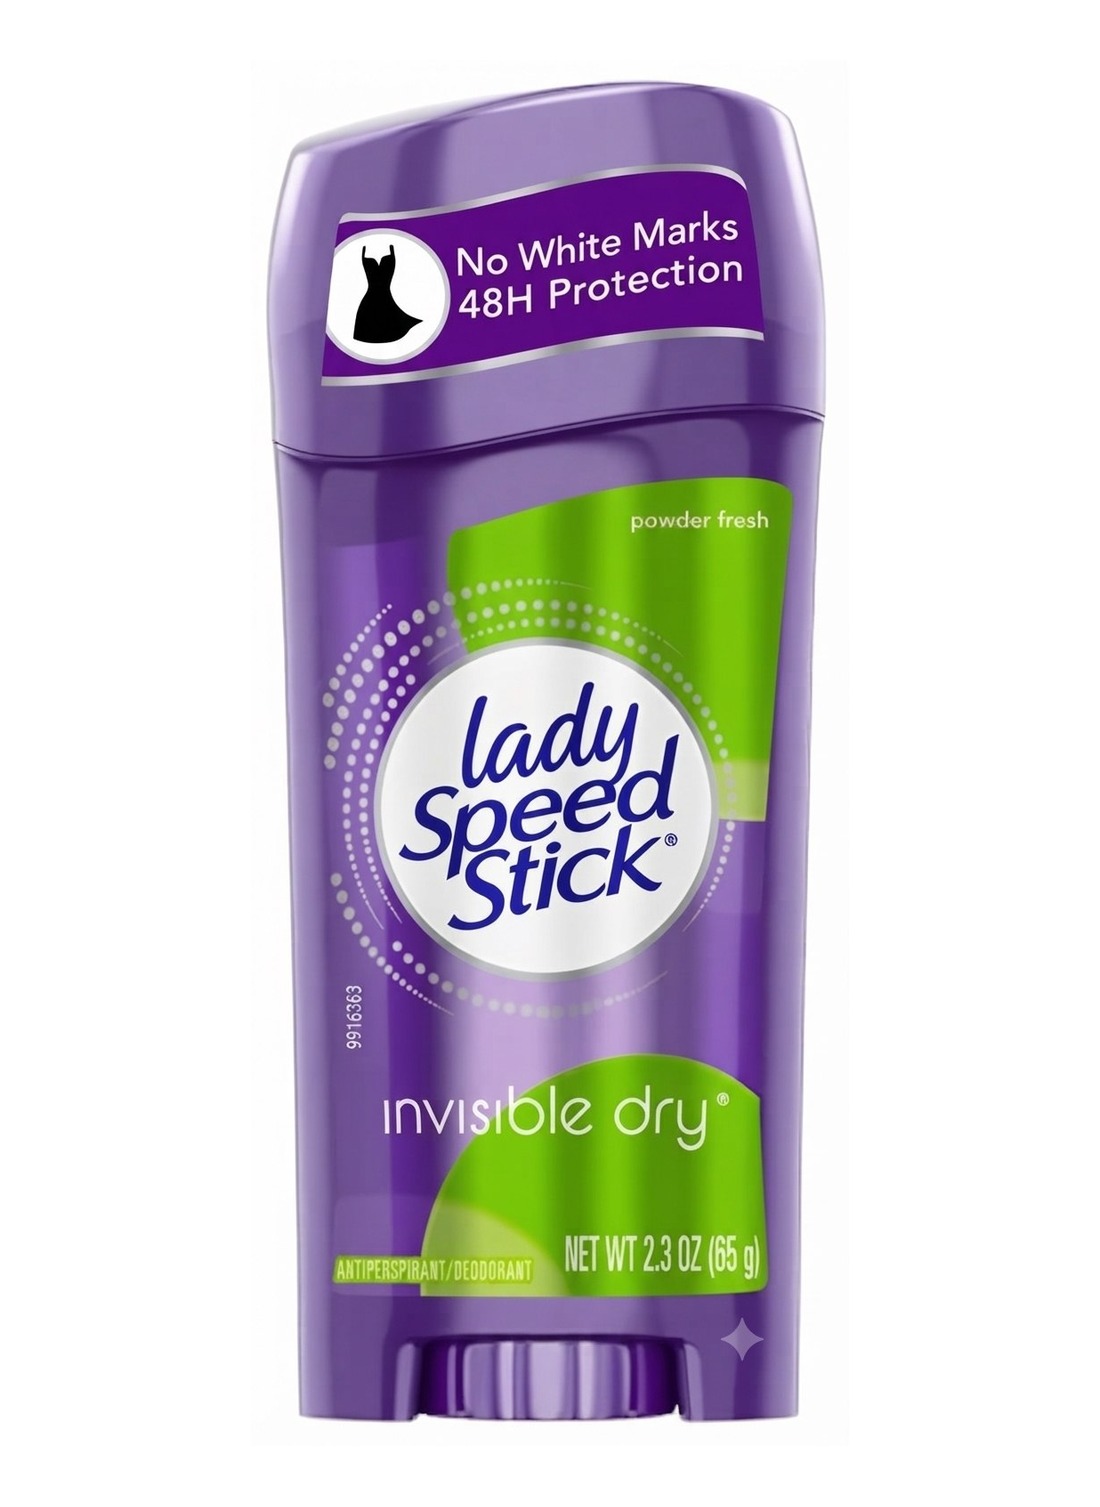 No White Marks
48H Protection
powder fresh
lady
Speed
Stick®
9916363
invisible dry®
ANTIPERSPIRANT/DEODORANT
NET WT 2.3 OZ (65 g)